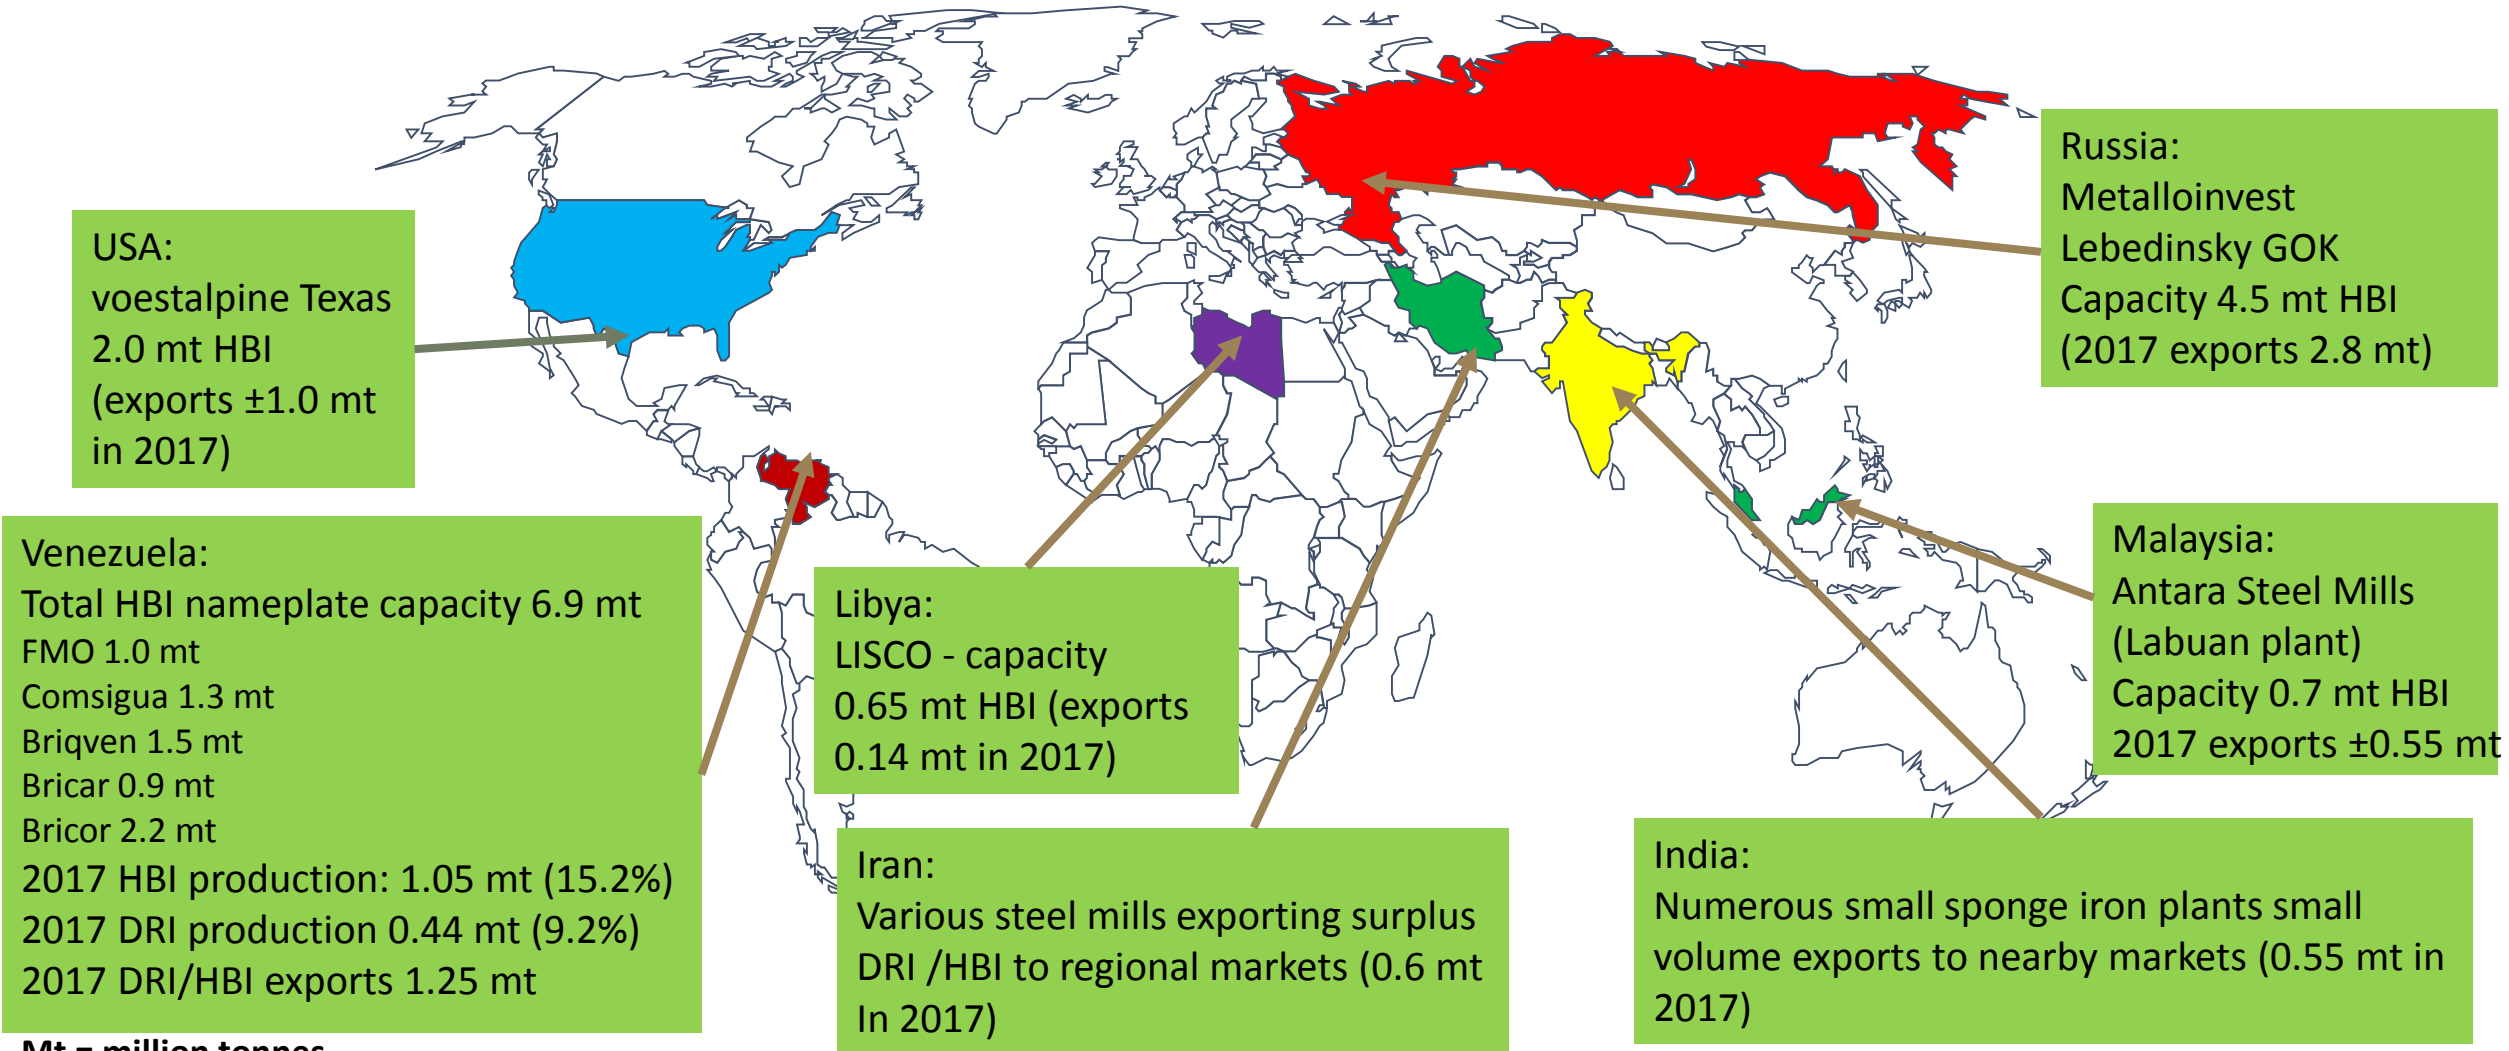 USA:
voestalpine Texas
2.0 mt HBI
(exports ±1.0 mt
in 2017)
Russia:
Metalloinvest
Lebedinsky GOK
Capacity 4.5 mt HBI
(2017 exports 2.8 mt)
Venezuela:
Total HBI nameplate capacity 6.9 mt
FMO 1.0 mt
Comsigua 1.3 mt
Briqven 1.5 mt
Bricar 0.9 mt
Bricor 2.2 mt
2017 HBI production: 1.05 mt (15.2%)
2017 DRI production 0.44 mt (9.2%)
2017 DRI/HBI exports 1.25 mt
Libya:
LISCO - capacity
0.65 mt HBI (exports
0.14 mt in 2017)
Malaysia:
Antara Steel Mills
(Labuan plant)
Capacity 0.7 mt HBI
2017 exports ±0.55 mt
Iran:
Various steel mills exporting surplus
DRI /HBI to regional markets (0.6 mt
In 2017)
India:
Numerous small sponge iron plants small
volume exports to nearby markets (0.55 mt in
2017)
Mt = million tonnes